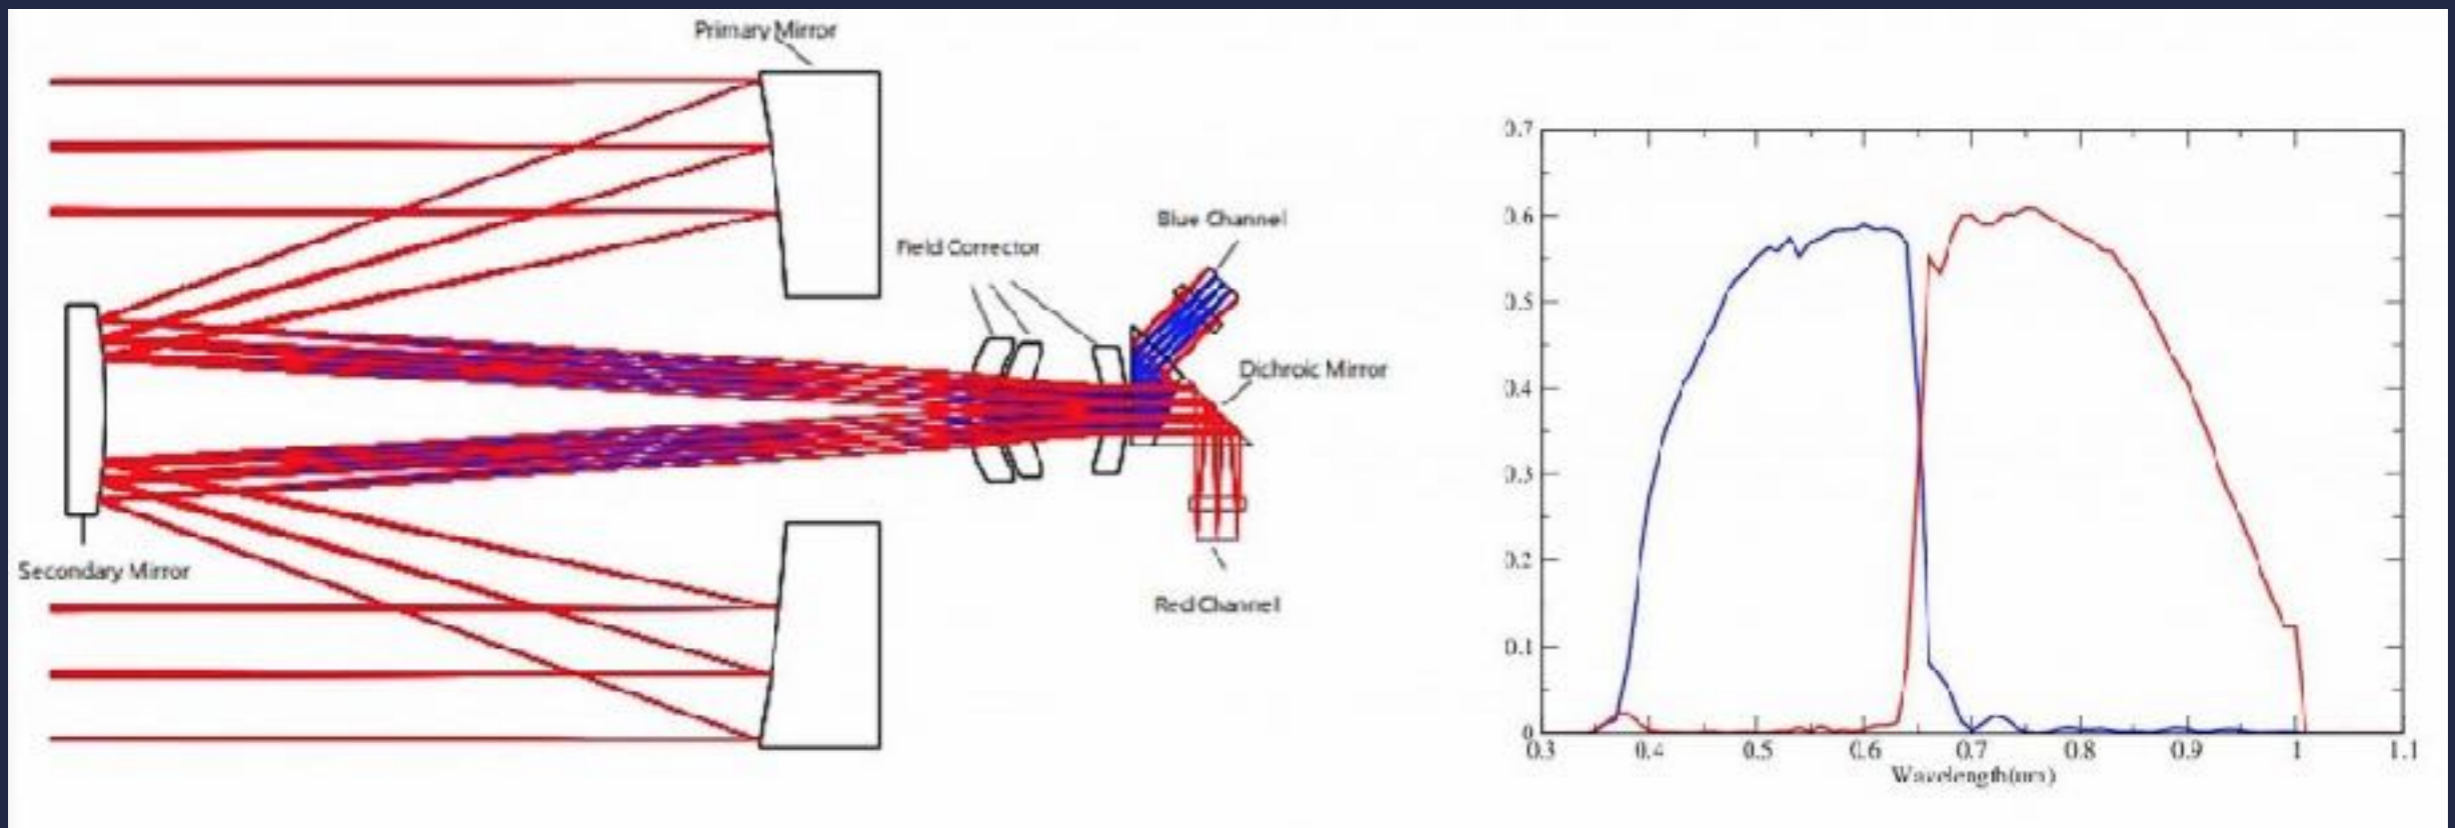 Primary Mirror
Field Corrector
Blue Channel
Dichroic Mirror
Secondary Mirror
Red Channel
0.7
0.6
0.5
0.4
0.3
0.2
0.1
0
0.3 0.4 0.5 0.6 0.7 0.8 0.9 1 1.1
Wavelength(um)